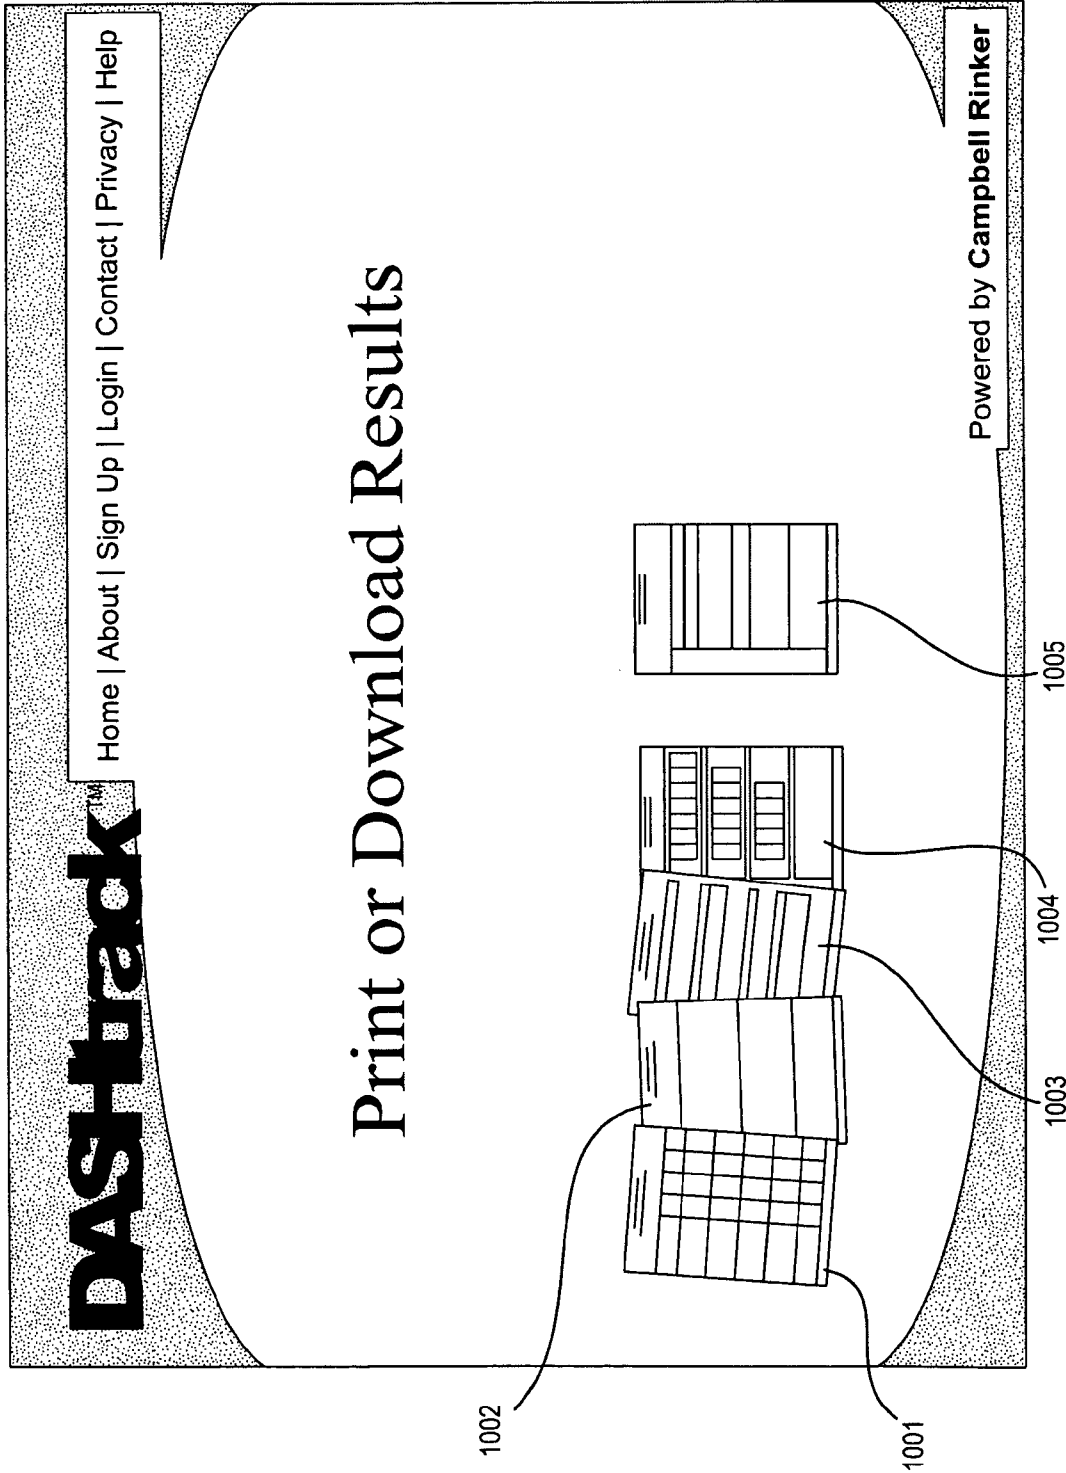 DASHtrack™
Home | About | Sign Up | Login | Contact | Privacy | Help
Print or Download Results
1002
1001
1003
1004
1005
Powered by Campbell Rinker